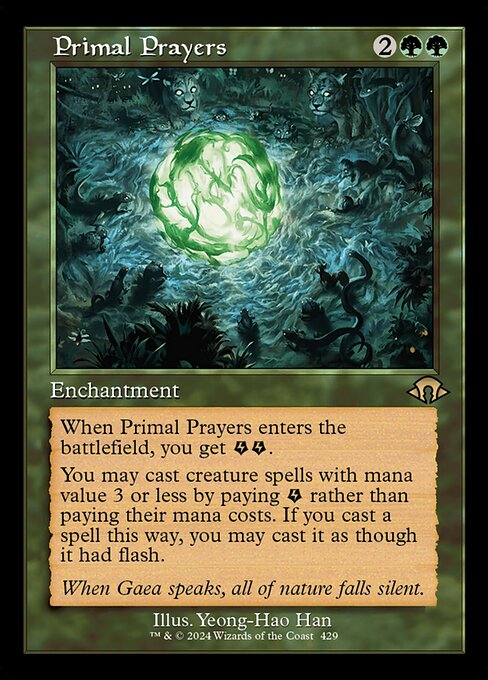 Primal Prayers 2
Enchantment
When Primal Prayers enters the
battlefield, you get .
You may cast creature spells with mana
value 3 or less by paying rather than
paying their mana costs. If you cast a
spell this way, you may cast it as though
it had flash.
When Gaea speaks, all of nature falls silent.
Illus. Yeong-Hao Han
™ & © 2024 Wizards of the Coast 429